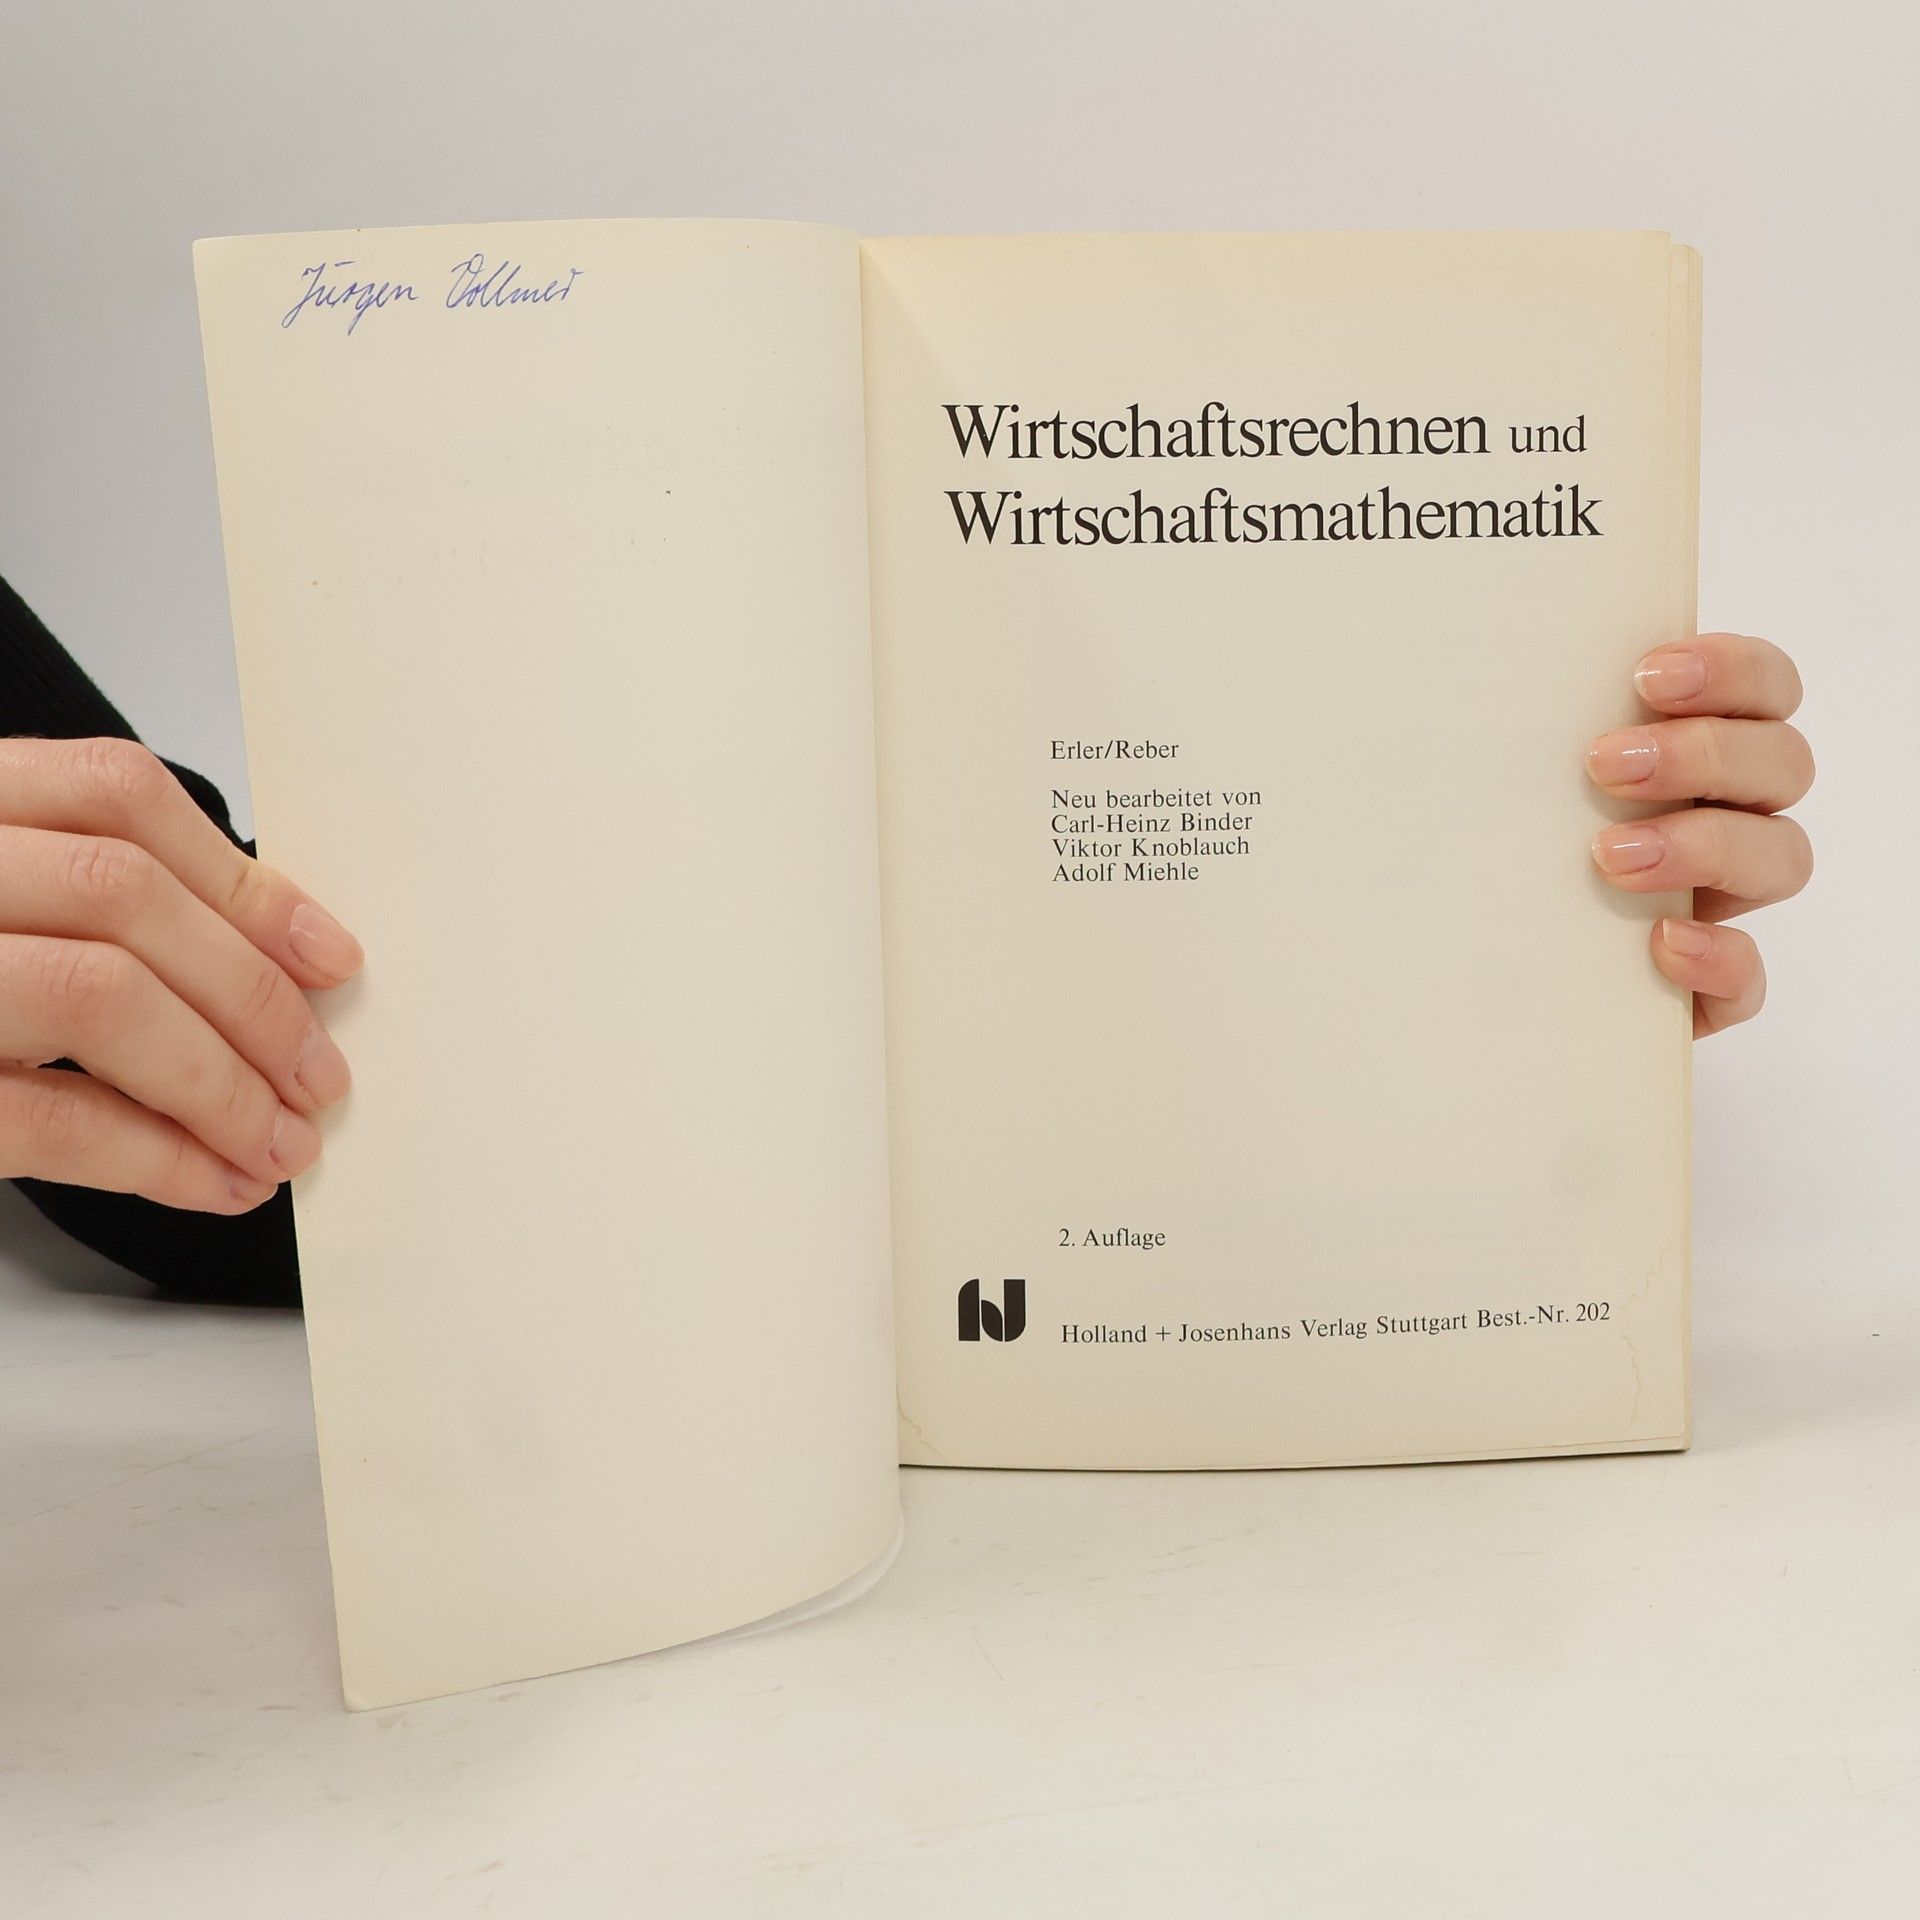 Jürgen Vollmer
Wirtschaftsrechnen und
Wirtschaftsmathematik
Erler/Reber
Neu bearbeitet von
Carl-Heinz Binder
Viktor Knoblauch
Adolf Miehle
2. Auflage
Holland + Josenhans Verlag Stuttgart Best.-Nr. 202